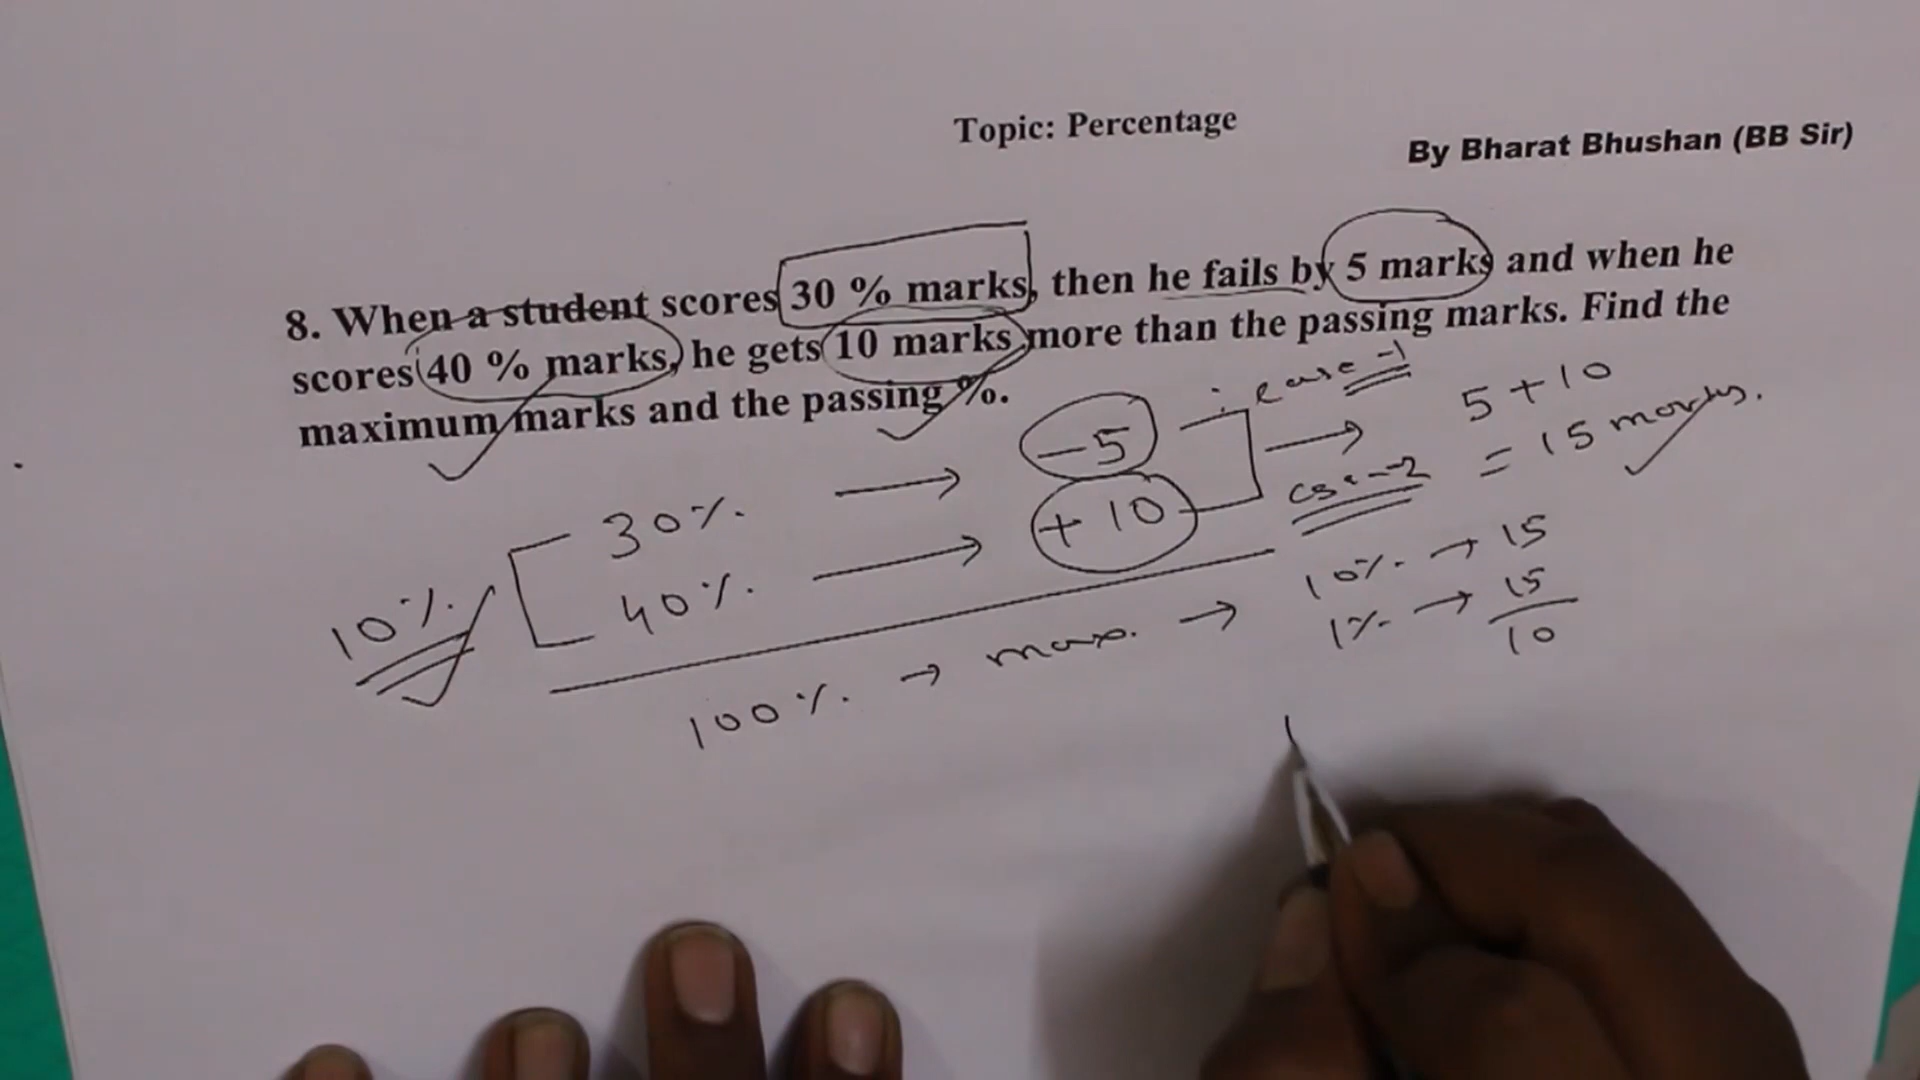 Topic: Percentage
By Bharat Bhushan (BB Sir)
8. When a student scores 30 % marks, then he fails by 5 marks and when he
scores 40 % marks, he gets 10 marks more than the passing marks. Find the
maximum marks and the passing %.
30% → -5 case-1 → 5 + 10
40% → + 10 = 15 marks.
10%
10% → 15
1% → 15/10
100% → max. →